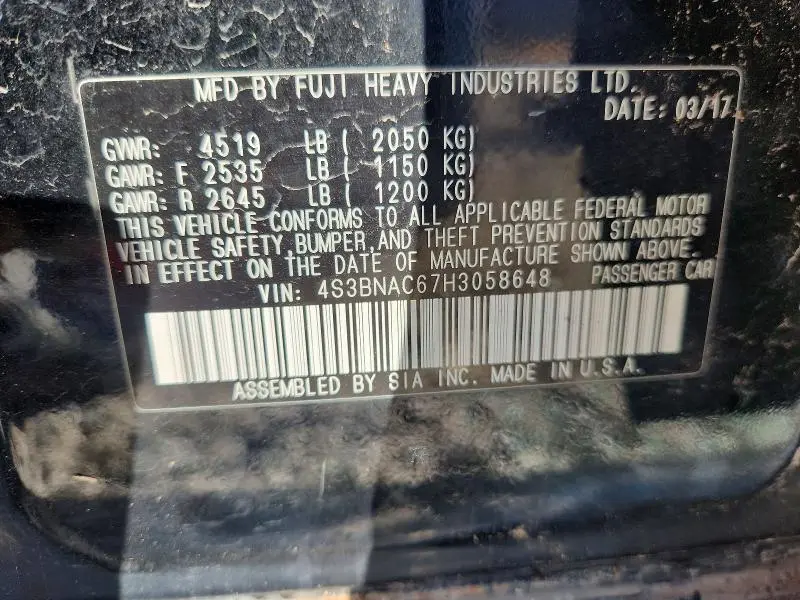 MFD BY FUJI HEAVY INDUSTRIES LTD.
DATE: 03/17
GVWR: 4519 LB ( 2050 KG)
GAWR: F 2535 LB ( 1150 KG)
GAWR: R 2645 LB ( 1200 KG)
THIS VEHICLE CONFORMS TO ALL APPLICABLE FEDERAL MOTOR
VEHICLE SAFETY, BUMPER, AND THEFT PREVENTION STANDARDS
IN EFFECT ON THE DATE OF MANUFACTURE SHOWN ABOVE.
VIN: 4S3BNAC67H3058648 PASSENGER CAR
ASSEMBLED BY SIA INC. MADE IN U.S.A.